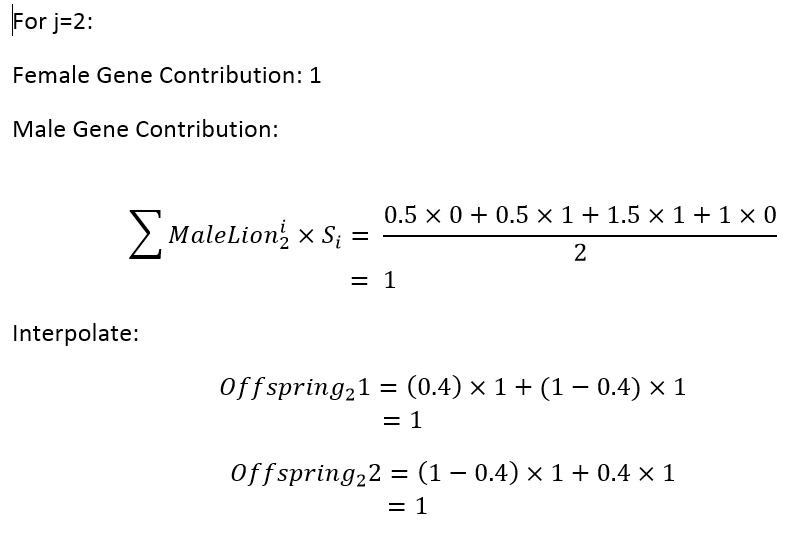 For j=2:
Female Gene Contribution: 1
Male Gene Contribution:
∑ MaleLion₂ⁱ × Sᵢ = (0.5 × 0 + 0.5 × 1 + 1.5 × 1 + 1 × 0) / 2
= 1
Interpolate:
Offspring₂1 = (0.4) × 1 + (1 − 0.4) × 1
= 1
Offspring₂2 = (1 − 0.4) × 1 + 0.4 × 1
= 1